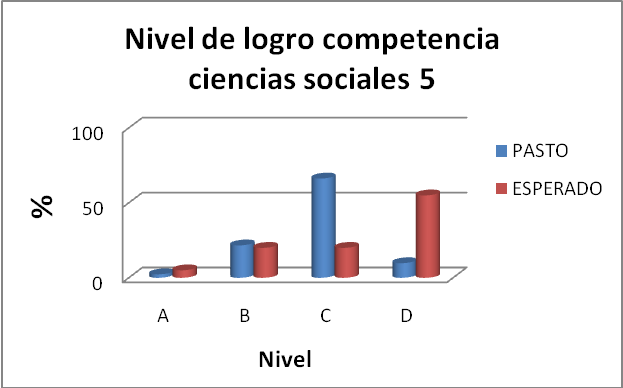 Nivel de logro competencia
ciencias sociales 5
100
50
0
%
A B C D
Nivel
PASTO
ESPERADO